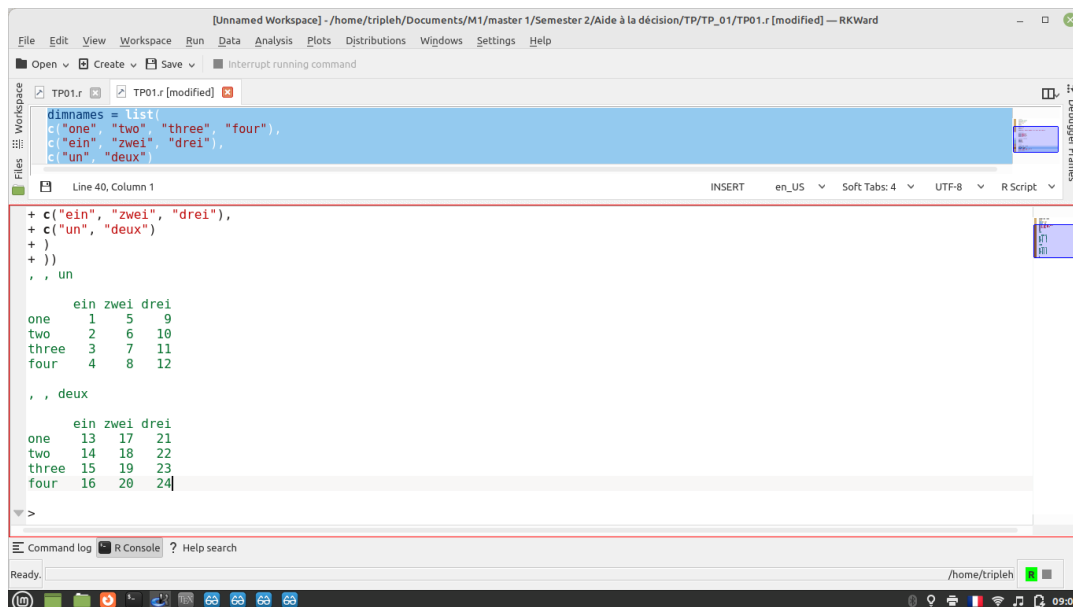 [Unnamed Workspace] - /home/tripleh/Documents/M1/master 1/Semester 2/Aide à la décision/TP/TP_01/TP01.r [modified] — RKWard
File Edit View Workspace Run Data Analysis Plots Distributions Windows Settings Help
Open Create Save Interrupt running command
TP01.r TP01.r [modified]
Workspace
Files
Debugger Frames
dimnames = list(
c("one", "two", "three", "four"),
c("ein", "zwei", "drei"),
c("un", "deux")
Line 40, Column 1 INSERT en_US Soft Tabs: 4 UTF-8 R Script
+ c("ein", "zwei", "drei"),
+ c("un", "deux")
+ )
+ ))
, , un
ein zwei drei
one 1 5 9
two 2 6 10
three 3 7 11
four 4 8 12
, , deux
ein zwei drei
one 13 17 21
two 14 18 22
three 15 19 23
four 16 20 24
>
Command log R Console ? Help search
Ready. /home/tripleh R